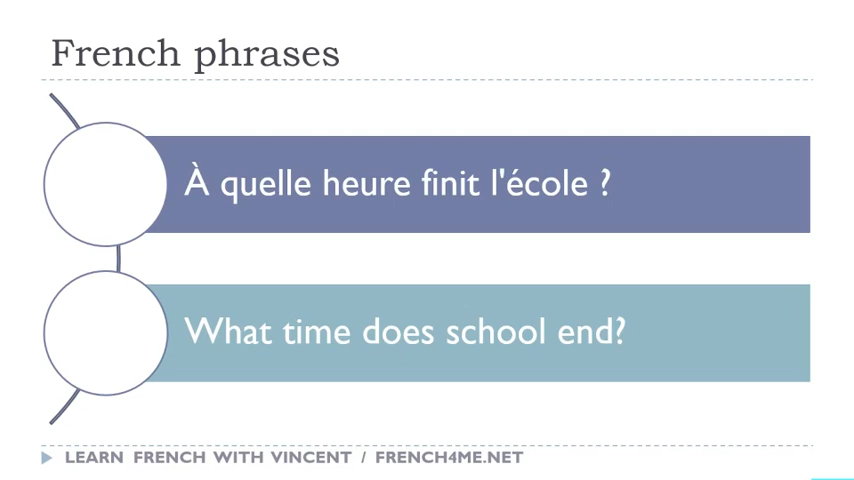 French phrases
À quelle heure finit l'école ?
What time does school end?
LEARN FRENCH WITH VINCENT / FRENCH4ME.NET